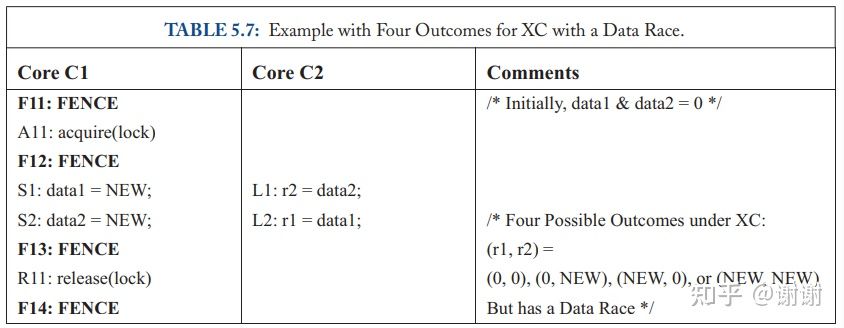 TABLE 5.7: Example with Four Outcomes for XC with a Data Race.
Core C1 Core C2 Comments
F11: FENCE /* Initially, data1 & data2 = 0 */
A11: acquire(lock)
F12: FENCE
S1: data1 = NEW; L1: r2 = data2;
S2: data2 = NEW; L2: r1 = data1; /* Four Possible Outcomes under XC:
F13: FENCE (r1, r2) =
R11: release(lock) (0, 0), (0, NEW), (NEW, 0), or (NEW, NEW)
F14: FENCE But has a Data Race */
知乎 @谢谢